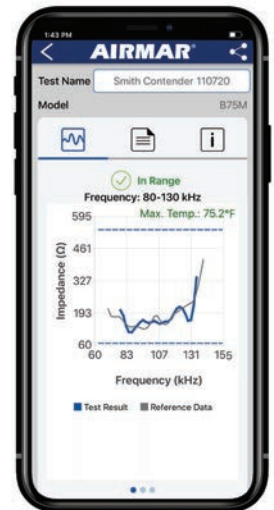 1:43 PM
AIRMAR®
Test Name Smith Contender 110720
Model B75M
i
In Range
Frequency: 80-130 kHz
Max. Temp.: 75.2°F
595
461
327
193
60
Impedance (Ω)
60 83 107 131 155
Frequency (kHz)
Test Result Reference Data